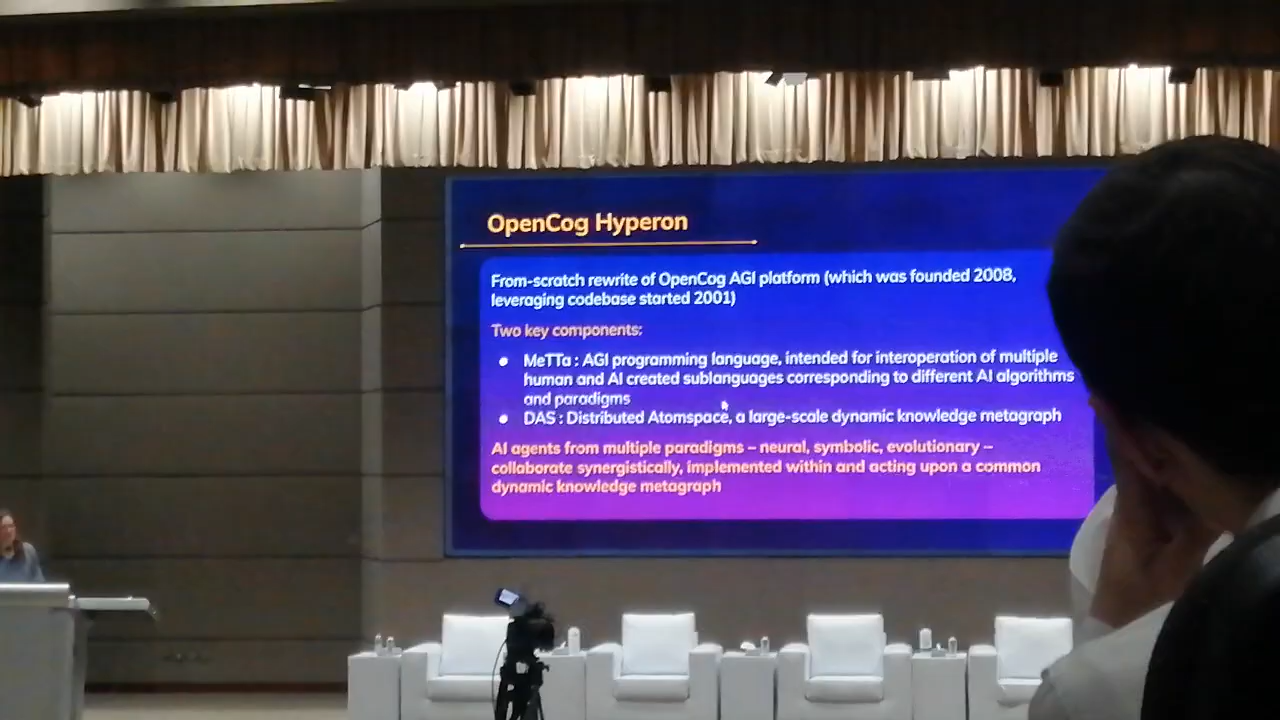 OpenCog Hyperon
From-scratch rewrite of OpenCog AGI platform (which was founded 2008,
leveraging codebase started 2001)
Two key components:
● MeTTa : AGI programming language, intended for interoperation of multiple
human and AI created sublanguages corresponding to different AI algorithms
and paradigms
● DAS : Distributed Atomspace, a large-scale dynamic knowledge metagraph
AI agents from multiple paradigms – neural, symbolic, evolutionary –
collaborate synergistically, implemented within and acting upon a common
dynamic knowledge metagraph